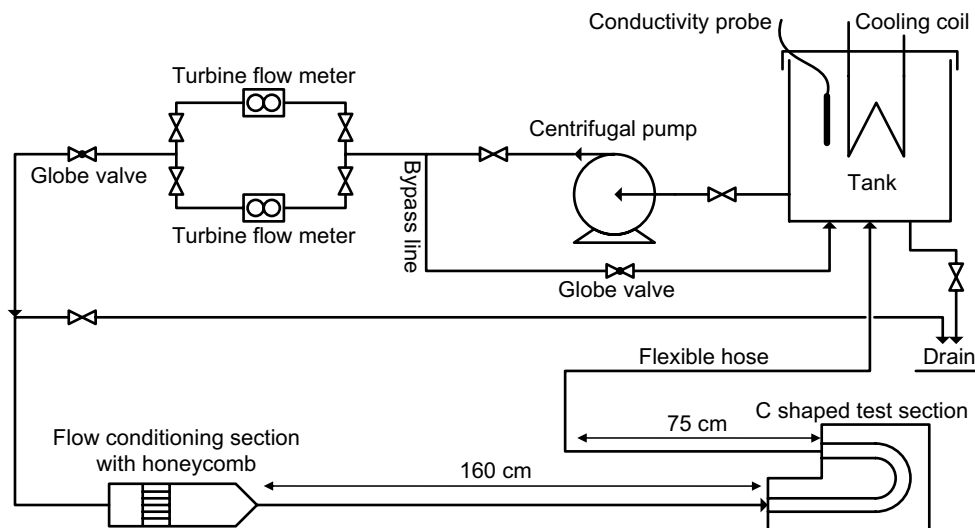 Conductivity probe
Cooling coil
Turbine flow meter
Centrifugal pump
Globe valve
Bypass line
Tank
Turbine flow meter
Globe valve
Flexible hose
Drain
C shaped test section
75 cm
Flow conditioning section
with honeycomb
160 cm